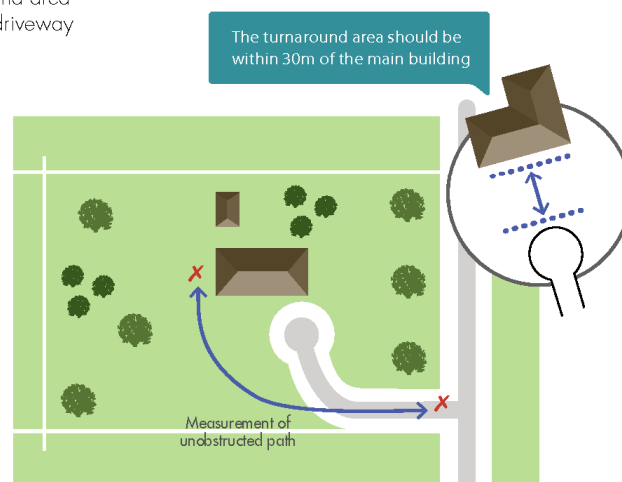 nd area
driveway
The turnaround area should be
within 30m of the main building
Measurement of
unobstructed path